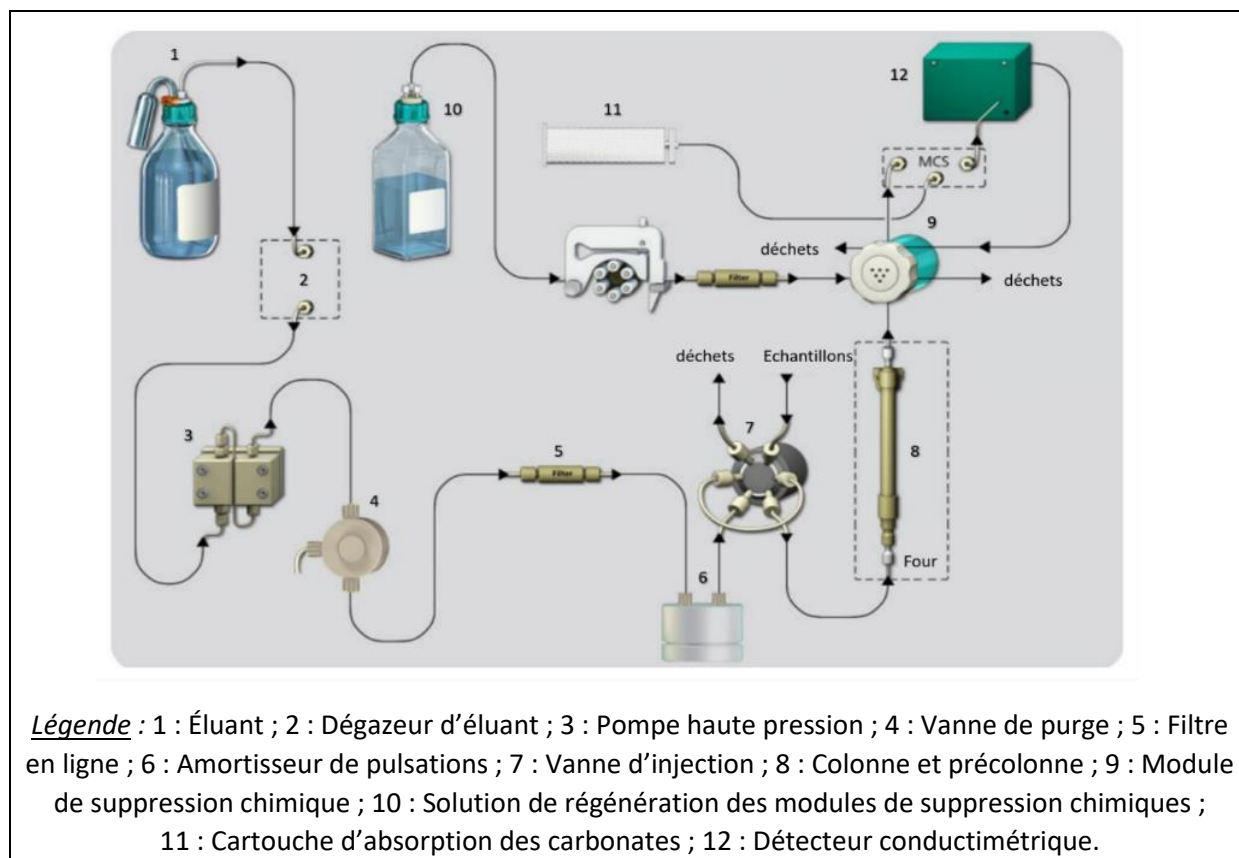 1
10
11
12
MCS
9
déchets
déchets
Filter
2
déchets Echantillons
3
4
5
Filter
7
6
8
Four
Légende : 1 : Éluant ; 2 : Dégazeur d’éluant ; 3 : Pompe haute pression ; 4 : Vanne de purge ; 5 : Filtre
en ligne ; 6 : Amortisseur de pulsations ; 7 : Vanne d’injection ; 8 : Colonne et précolonne ; 9 : Module
de suppression chimique ; 10 : Solution de régénération des modules de suppression chimiques ;
11 : Cartouche d’absorption des carbonates ; 12 : Détecteur conductimétrique.